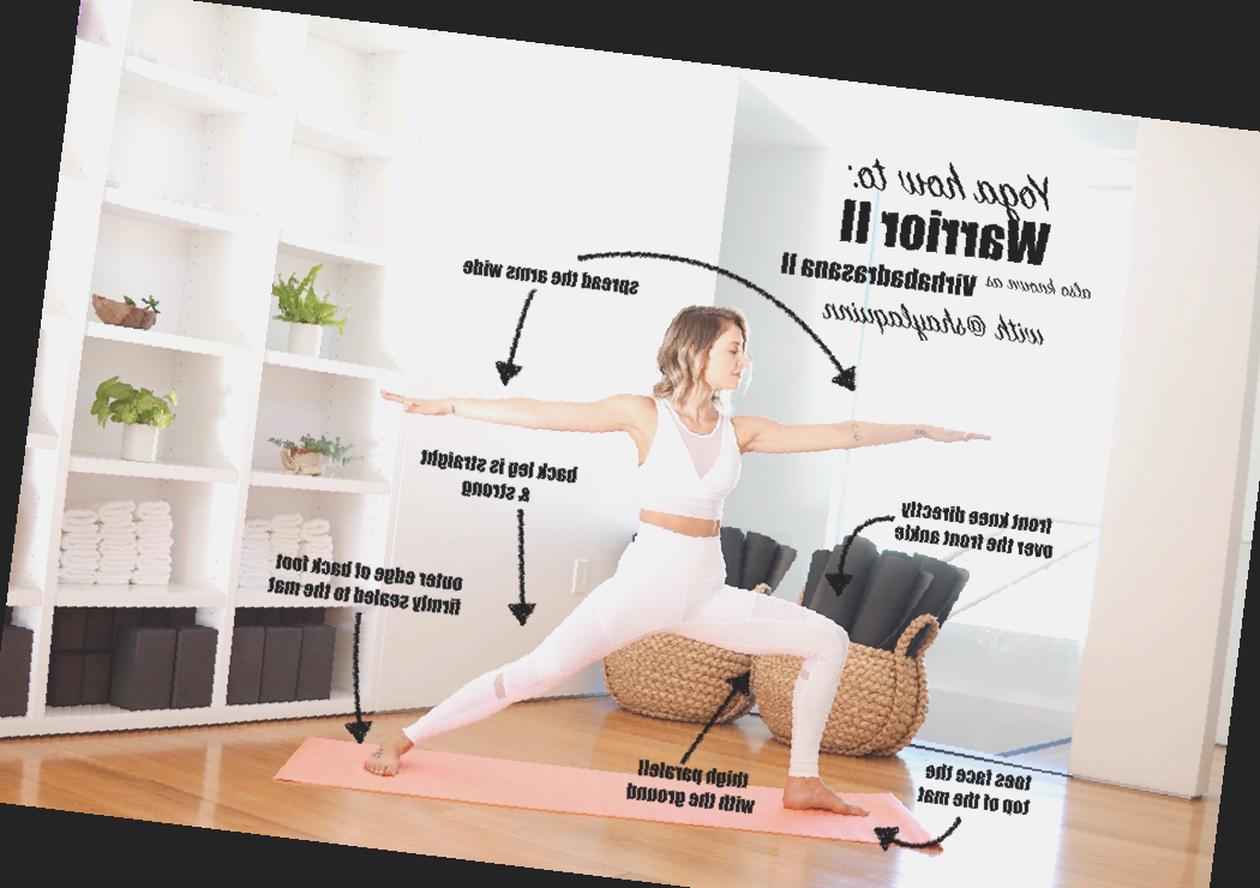 Yoga how to:
Warrior II
also known as Virhabadrasana II
with @shaylaquinn
spread the arms wide
back leg is straight
& strong
front knee directly
over the front ankle
outer edge of back foot
firmly sealed to the mat
thigh paralell
with the ground
toes face the
top of the mat